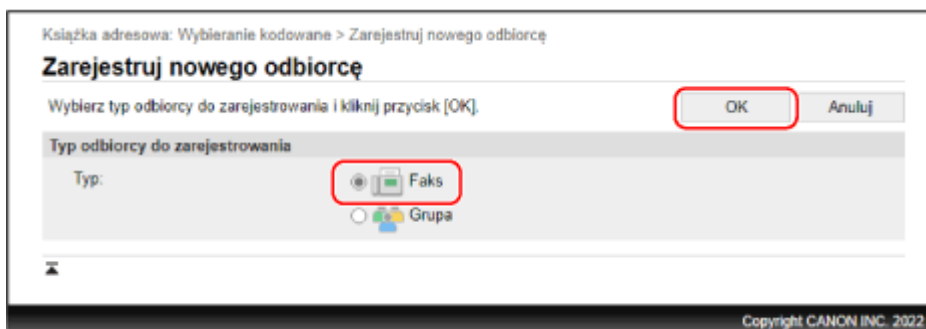 Książka adresowa: Wybieranie kodowane > Zarejestruj nowego odbiorcę
Zarejestruj nowego odbiorcę
Wybierz typ odbiorcy do zarejestrowania i kliknij przycisk [OK]. OK Anuluj
Typ odbiorcy do zarejestrowania
Typ: Faks
Grupa
Copyright CANON INC. 2022